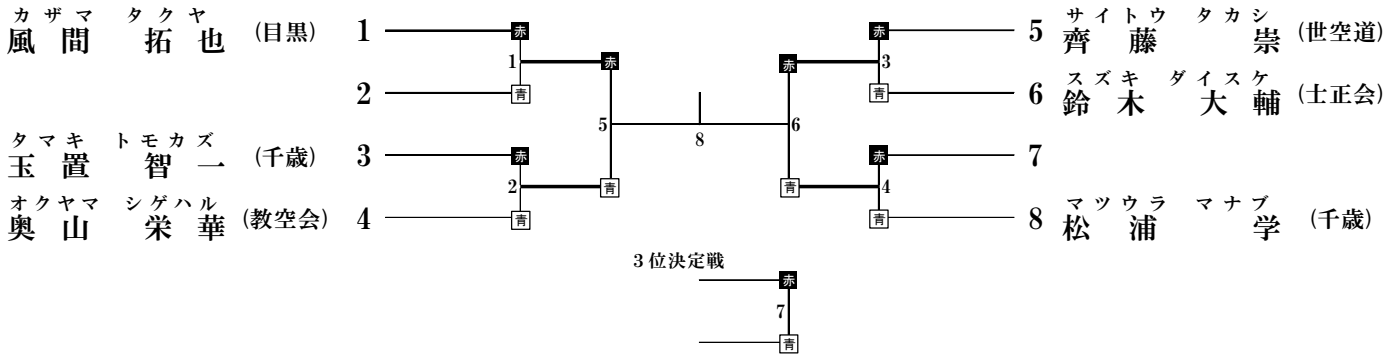 カザマ タクヤ
風間 拓也 (目黒) 1
赤
1
青
2
タマキ トモカズ
玉置 智一 (千歳) 3
赤
2
青
オクヤマ シゲハル
奥山 栄華 (教空会) 4
赤
5
青
8
赤
6
青
サイトウ タカシ
5 齊藤 崇 (世空道)
赤
3
青
スズキ ダイスケ
6 鈴木 大輔 (士正会)
7
赤
4
青
マツウラ マナブ
8 松浦 学 (千歳)
3位決定戦
赤
7
青